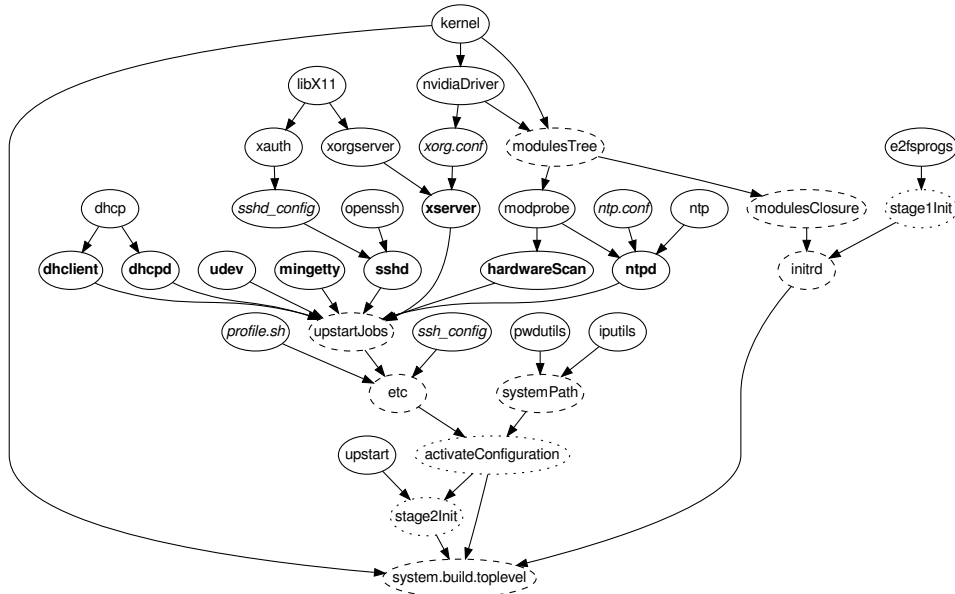 kernel
libX11
nvidiaDriver
xauth
xorgserver
xorg.conf
modulesTree
e2fsprogs
dhcp
sshd_config
openssh
xserver
modprobe
ntp.conf
ntp
modulesClosure
stage1Init
dhclient
dhcpd
udev
mingetty
sshd
hardwareScan
ntpd
initrd
profile.sh
upstartJobs
ssh_config
pwdutils
iputils
etc
systemPath
upstart
activateConfiguration
stage2Init
system.build.toplevel